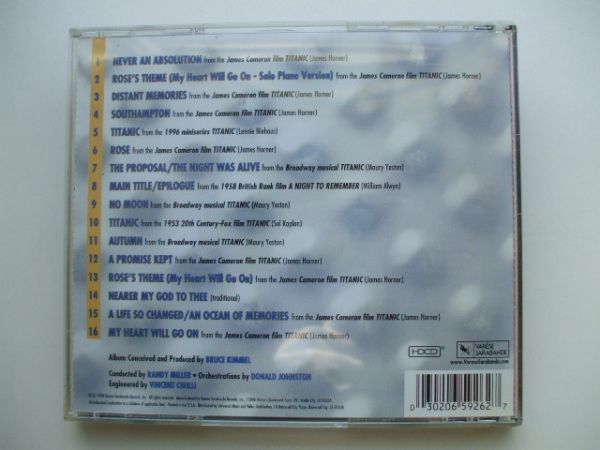 1 NEVER AN ABSOLUTION from the James Cameron film TITANIC (James Horner)
2 ROSE'S THEME (My Heart Will Go On - Solo Piano Version) from the James Cameron film TITANIC (James Horner)
3 DISTANT MEMORIES from the James Cameron film TITANIC (James Horner)
4 SOUTHAMPTON from the James Cameron film TITANIC (James Horner)
5 TITANIC from the 1996 miniseries TITANIC (Lennie Niehaus)
6 ROSE from the James Cameron film TITANIC (James Horner)
7 THE PROPOSAL/THE NIGHT WAS ALIVE from the Broadway musical TITANIC (Maury Yeston)
8 MAIN TITLE/EPILOGUE from the 1958 British Rank film A NIGHT TO REMEMBER (William Alwyn)
9 NO MOON from the Broadway musical TITANIC (Maury Yeston)
10 TITANIC from the 1953 20th Century-Fox film TITANIC (Sol Kaplan)
11 AUTUMN from the Broadway musical TITANIC (Maury Yeston)
12 A PROMISE KEPT from the James Cameron film TITANIC (James Horner)
13 ROSE'S THEME (My Heart Will Go On) from the James Cameron film TITANIC (James Horner)
14 NEARER MY GOD TO THEE (traditional)
15 A LIFE SO CHANGED/AN OCEAN OF MEMORIES from the James Cameron film TITANIC (James Horner)
16 MY HEART WILL GO ON from the James Cameron film TITANIC (James Horner)
Album Conceived and Produced by BRUCE KIMMEL
Conducted by RANDY MILLER • Orchestrations by DONALD JOHNSTON
Engineered by VINCENT CIRILLI
HDCD
VARÈSE
SARABANDE
www.VareseSarabande.com
0 30206 59262 7